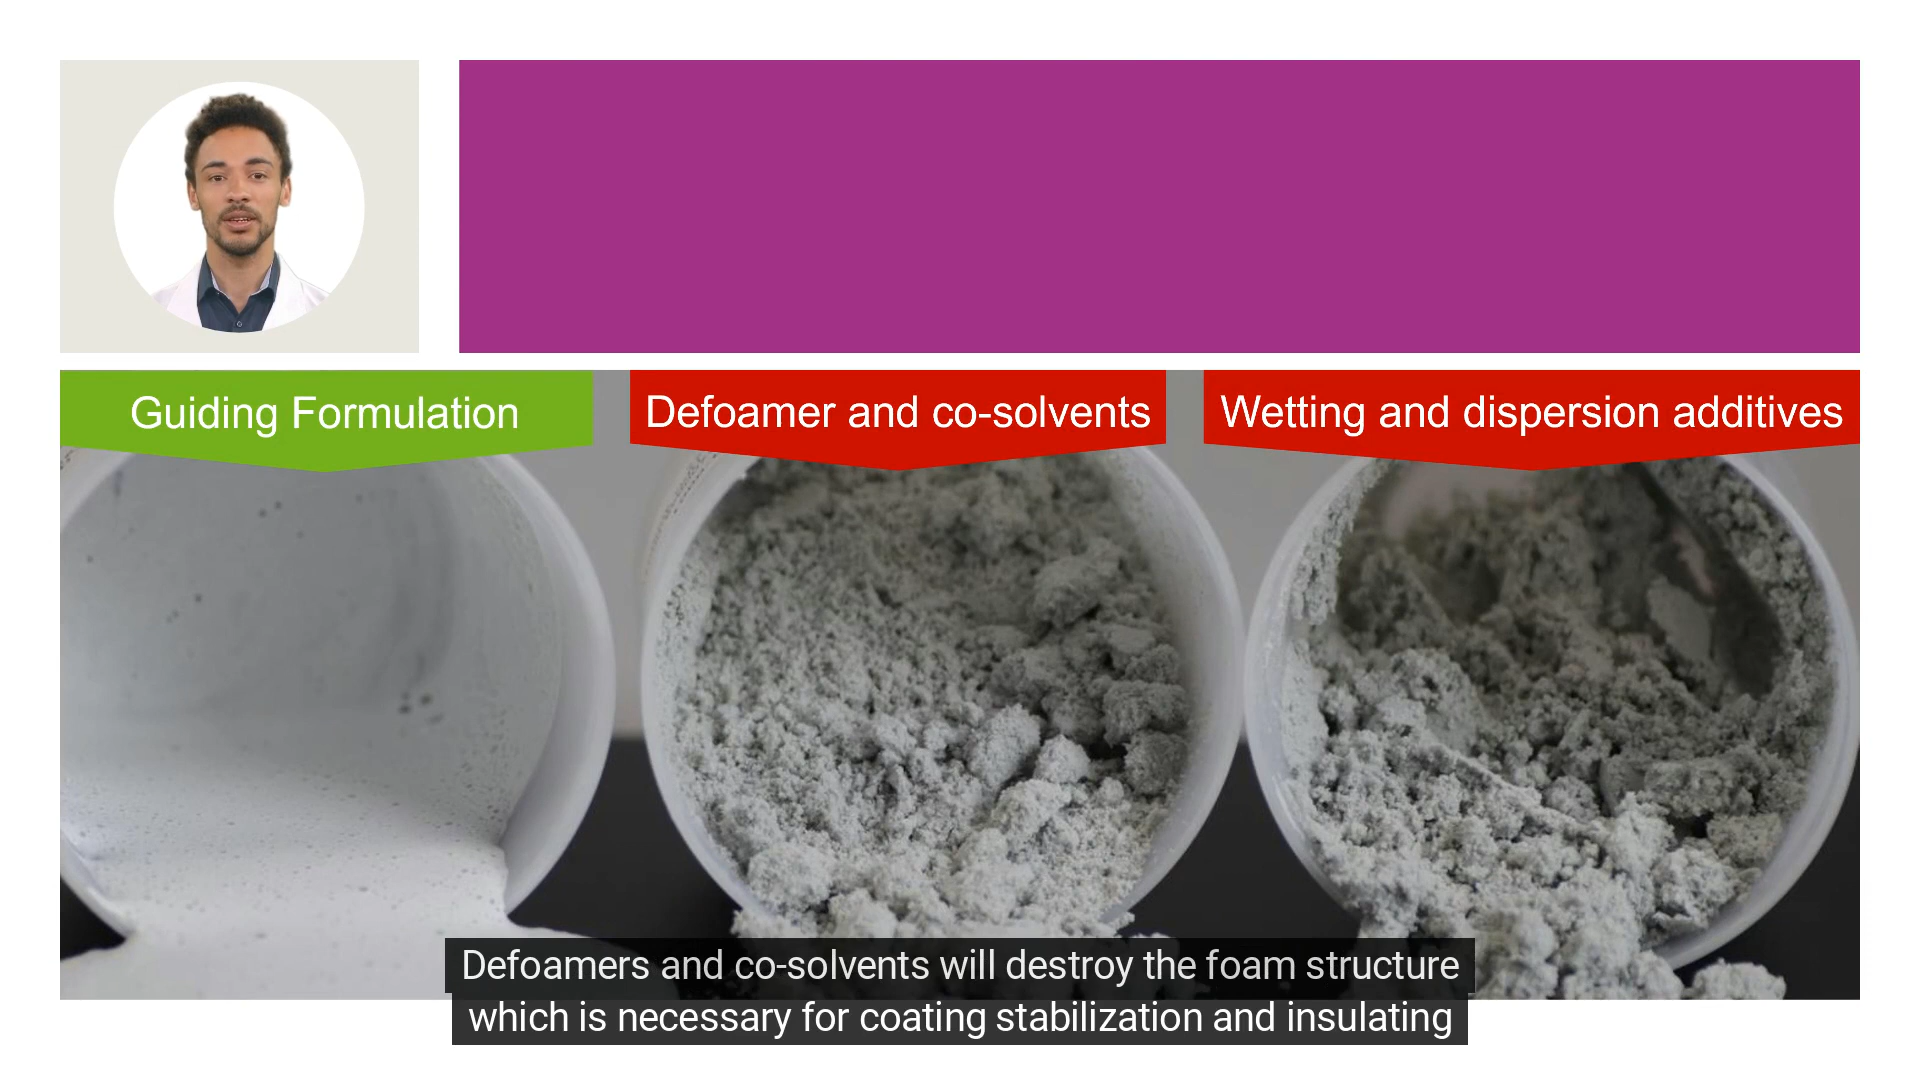 Guiding Formulation
Defoamer and co-solvents
Wetting and dispersion additives
Defoamers and co-solvents will destroy the foam structure
which is necessary for coating stabilization and insulating